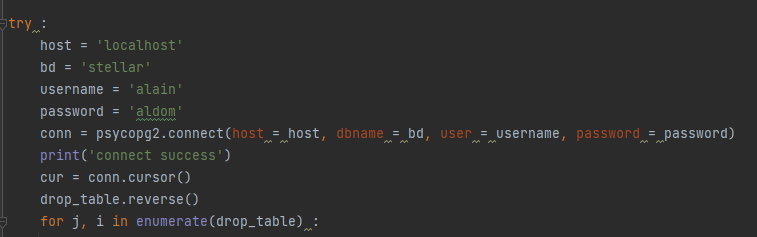 try :
    host = 'localhost'
    bd = 'stellar'
    username = 'alain'
    password = 'aldom'
    conn = psycopg2.connect(host = host, dbname = bd, user = username, password = password)
    print('connect success')
    cur = conn.cursor()
    drop_table.reverse()
    for j, i in enumerate(drop_table) :